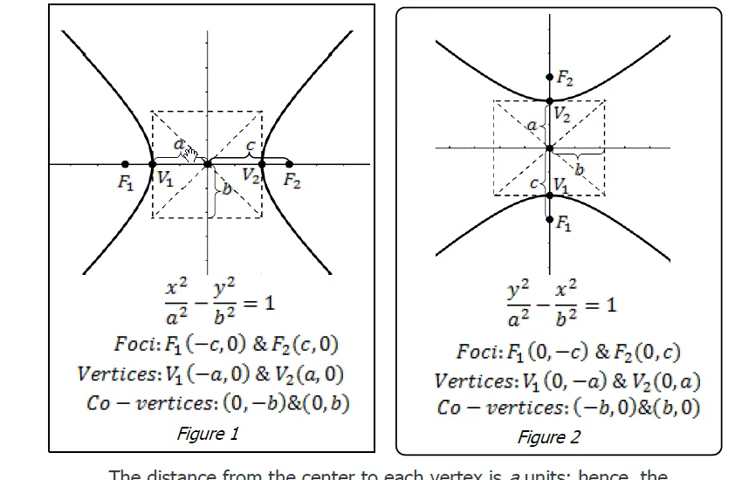 a
c
F₁ V₁ V₂ F₂
b
x²/a² − y²/b² = 1
Foci: F₁(−c, 0) & F₂(c, 0)
Vertices: V₁(−a, 0) & V₂(a, 0)
Co − vertices: (0, −b)&(0, b)
Figure 1
F₂
V₂
a
b
c
V₁
F₁
y²/a² − x²/b² = 1
Foci: F₁(0, −c) & F₂(0, c)
Vertices: V₁(0, −a) & V₂(0, a)
Co − vertices: (−b, 0)&(b, 0)
Figure 2
The distance from the center to each vertex is a units; hence, the